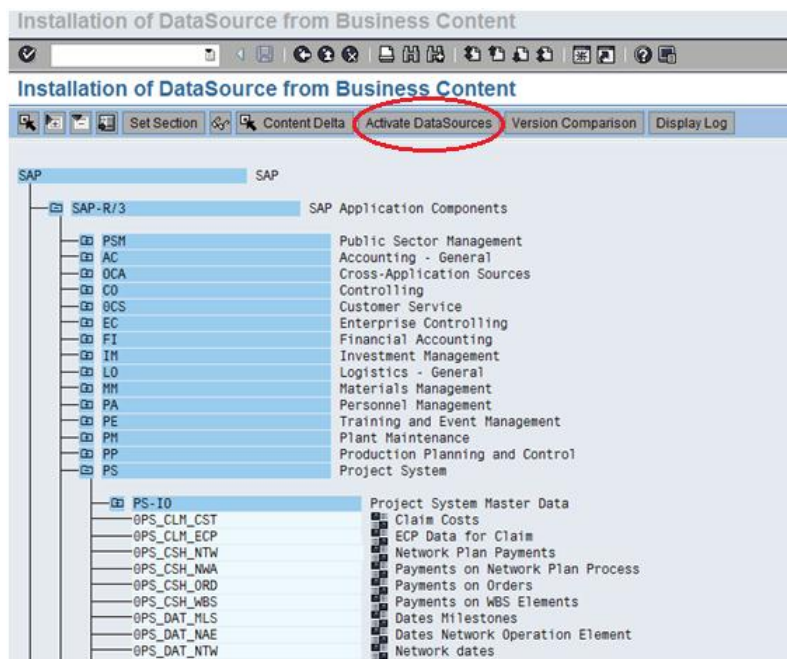 Installation of DataSource from Business Content
Installation of DataSource from Business Content
Set Section Content Delta Activate DataSources Version Comparison Display Log
SAP SAP
SAP-R/3 SAP Application Components
PSM Public Sector Management
AC Accounting - General
0CA Cross-Application Sources
CO Controlling
0CS Customer Service
EC Enterprise Controlling
FI Financial Accounting
IM Investment Management
LO Logistics - General
MM Materials Management
PA Personnel Management
PE Training and Event Management
PM Plant Maintenance
PP Production Planning and Control
PS Project System
PS-IO Project System Master Data
0PS_CLM_CST Claim Costs
0PS_CLM_ECP ECP Data for Claim
0PS_CSH_NTW Network Plan Payments
0PS_CSH_NWA Payments on Network Plan Process
0PS_CSH_ORD Payments on Orders
0PS_CSH_WBS Payments on WBS Elements
0PS_DAT_MLS Dates Milestones
0PS_DAT_NAE Dates Network Operation Element
0PS_DAT_NTW Network dates